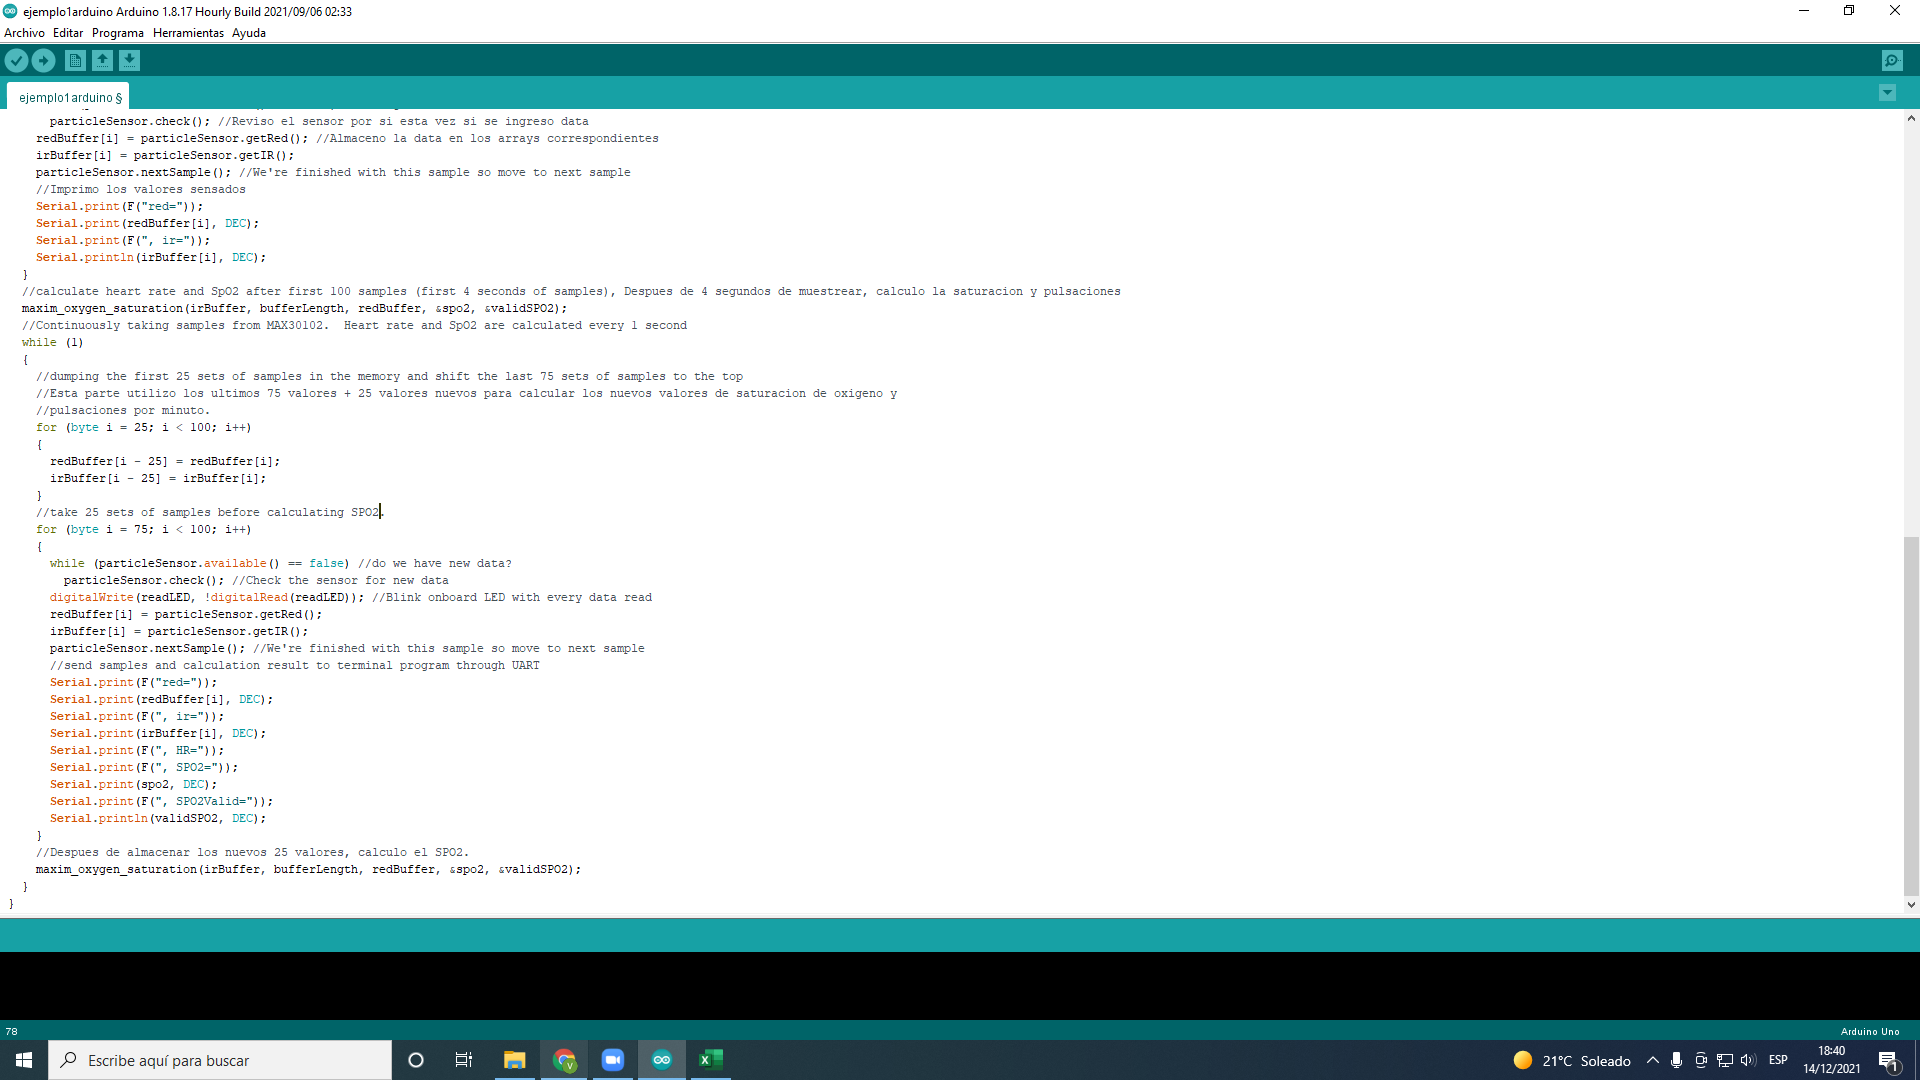 ejemplo1arduino Arduino 1.8.17 Hourly Build 2021/09/06 02:33
Archivo Editar Programa Herramientas Ayuda
ejemplo1arduino §
particleSensor.check(); //Reviso el sensor por si esta vez si se ingreso data
redBuffer[i] = particleSensor.getRed(); //Almaceno la data en los arrays correspondientes
irBuffer[i] = particleSensor.getIR();
particleSensor.nextSample(); //We're finished with this sample so move to next sample
//Imprimo los valores sensados
Serial.print(F("red="));
Serial.print(redBuffer[i], DEC);
Serial.print(F(", ir="));
Serial.println(irBuffer[i], DEC);
}
//calculate heart rate and SpO2 after first 100 samples (first 4 seconds of samples), Despues de 4 segundos de muestrear, calculo la saturacion y pulsaciones
maxim_oxygen_saturation(irBuffer, bufferLength, redBuffer, &spo2, &validSPO2);
//Continuously taking samples from MAX30102.  Heart rate and SpO2 are calculated every 1 second
while (1)
{
//dumping the first 25 sets of samples in the memory and shift the last 75 sets of samples to the top
//Esta parte utilizo los ultimos 75 valores + 25 valores nuevos para calcular los nuevos valores de saturacion de oxigeno y
//pulsaciones por minuto.
for (byte i = 25; i < 100; i++)
{
redBuffer[i - 25] = redBuffer[i];
irBuffer[i - 25] = irBuffer[i];
}
//take 25 sets of samples before calculating SPO2.
for (byte i = 75; i < 100; i++)
{
while (particleSensor.available() == false) //do we have new data?
particleSensor.check(); //Check the sensor for new data
digitalWrite(readLED, !digitalRead(readLED)); //Blink onboard LED with every data read
redBuffer[i] = particleSensor.getRed();
irBuffer[i] = particleSensor.getIR();
particleSensor.nextSample(); //We're finished with this sample so move to next sample
//send samples and calculation result to terminal program through UART
Serial.print(F("red="));
Serial.print(redBuffer[i], DEC);
Serial.print(F(", ir="));
Serial.print(irBuffer[i], DEC);
Serial.print(F(", HR="));
Serial.print(F(", SPO2="));
Serial.print(spo2, DEC);
Serial.print(F(", SPO2Valid="));
Serial.println(validSPO2, DEC);
}
//Despues de almacenar los nuevos 25 valores, calculo el SPO2.
maxim_oxygen_saturation(irBuffer, bufferLength, redBuffer, &spo2, &validSPO2);
}
}
78
Arduino Uno
Escribe aquí para buscar
21°C Soleado
ESP
18:40
14/12/2021
1